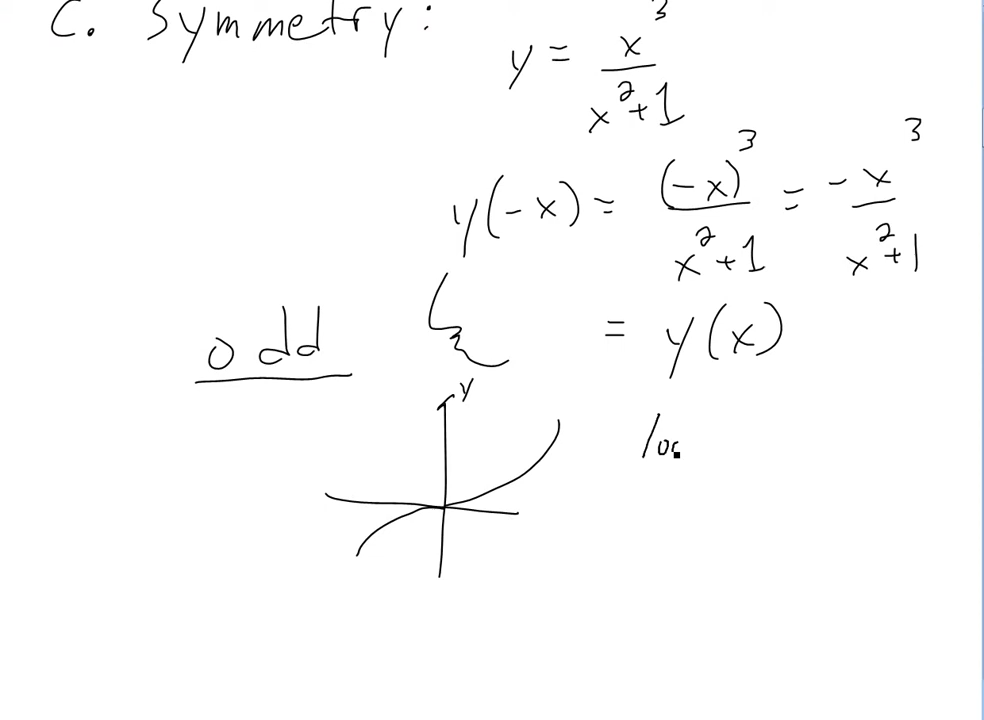 C. Symmetry:
y = x³/(x²+1)
y(-x) = (-x)³/(x²+1) = -x³/(x²+1)
= y(x)
odd
y